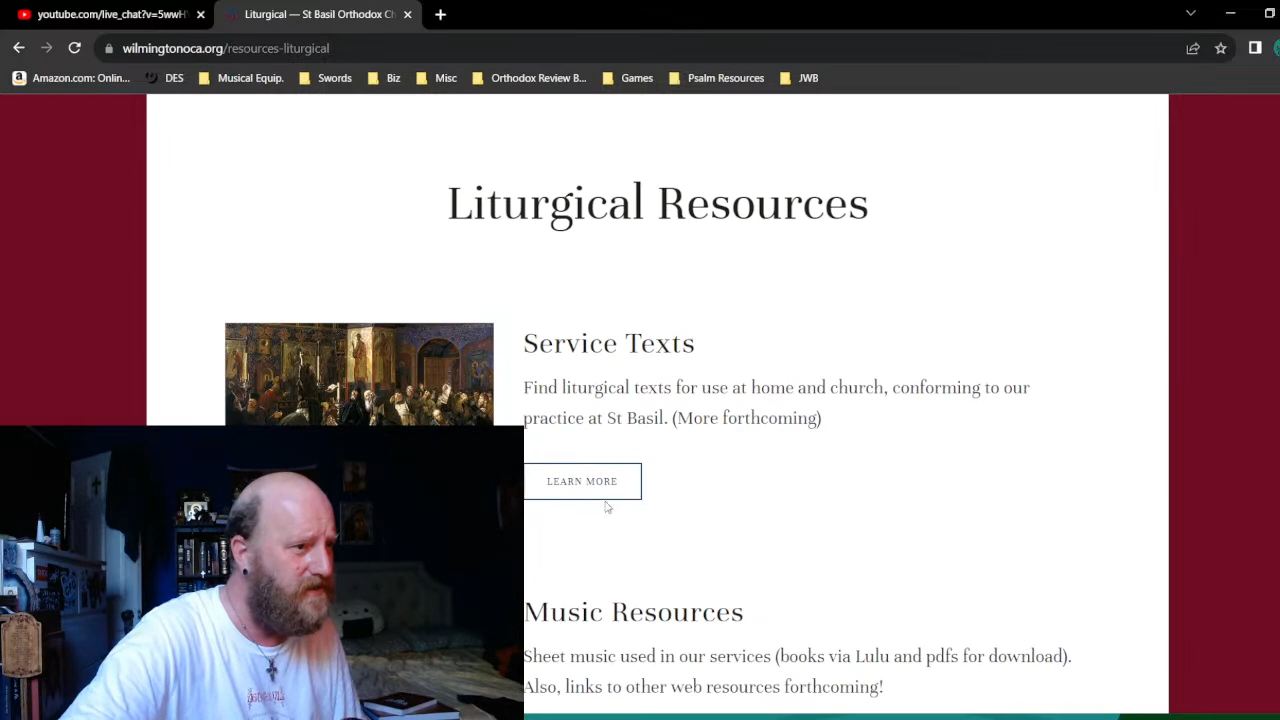 youtube.com/live_chat?v=5wwH
Liturgical — St Basil Orthodox Ch
wilmingtonoca.org/resources-liturgical
Amazon.com: Onlin...
DES
Musical Equip.
Swords
Biz
Misc
Orthodox Review B...
Games
Psalm Resources
JWB
Liturgical Resources
Service Texts
Find liturgical texts for use at home and church, conforming to our
practice at St Basil. (More forthcoming)
LEARN MORE
Music Resources
Sheet music used in our services (books via Lulu and pdfs for download).
Also, links to other web resources forthcoming!